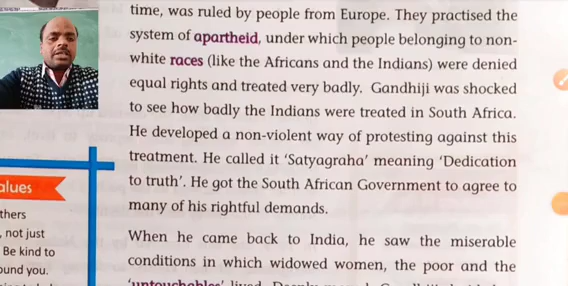 time, was ruled by people from Europe. They practised the
system of apartheid, under which people belonging to non-
white races (like the Africans and the Indians) were denied
equal rights and treated very badly. Gandhiji was shocked
to see how badly the Indians were treated in South Africa.
He developed a non-violent way of protesting against this
treatment. He called it ‘Satyagraha’ meaning ‘Dedication
to truth’. He got the South African Government to agree to
many of his rightful demands.
When he came back to India, he saw the miserable
conditions in which widowed women, the poor and the
alues
thers
, not just
Be kind to
ound you.